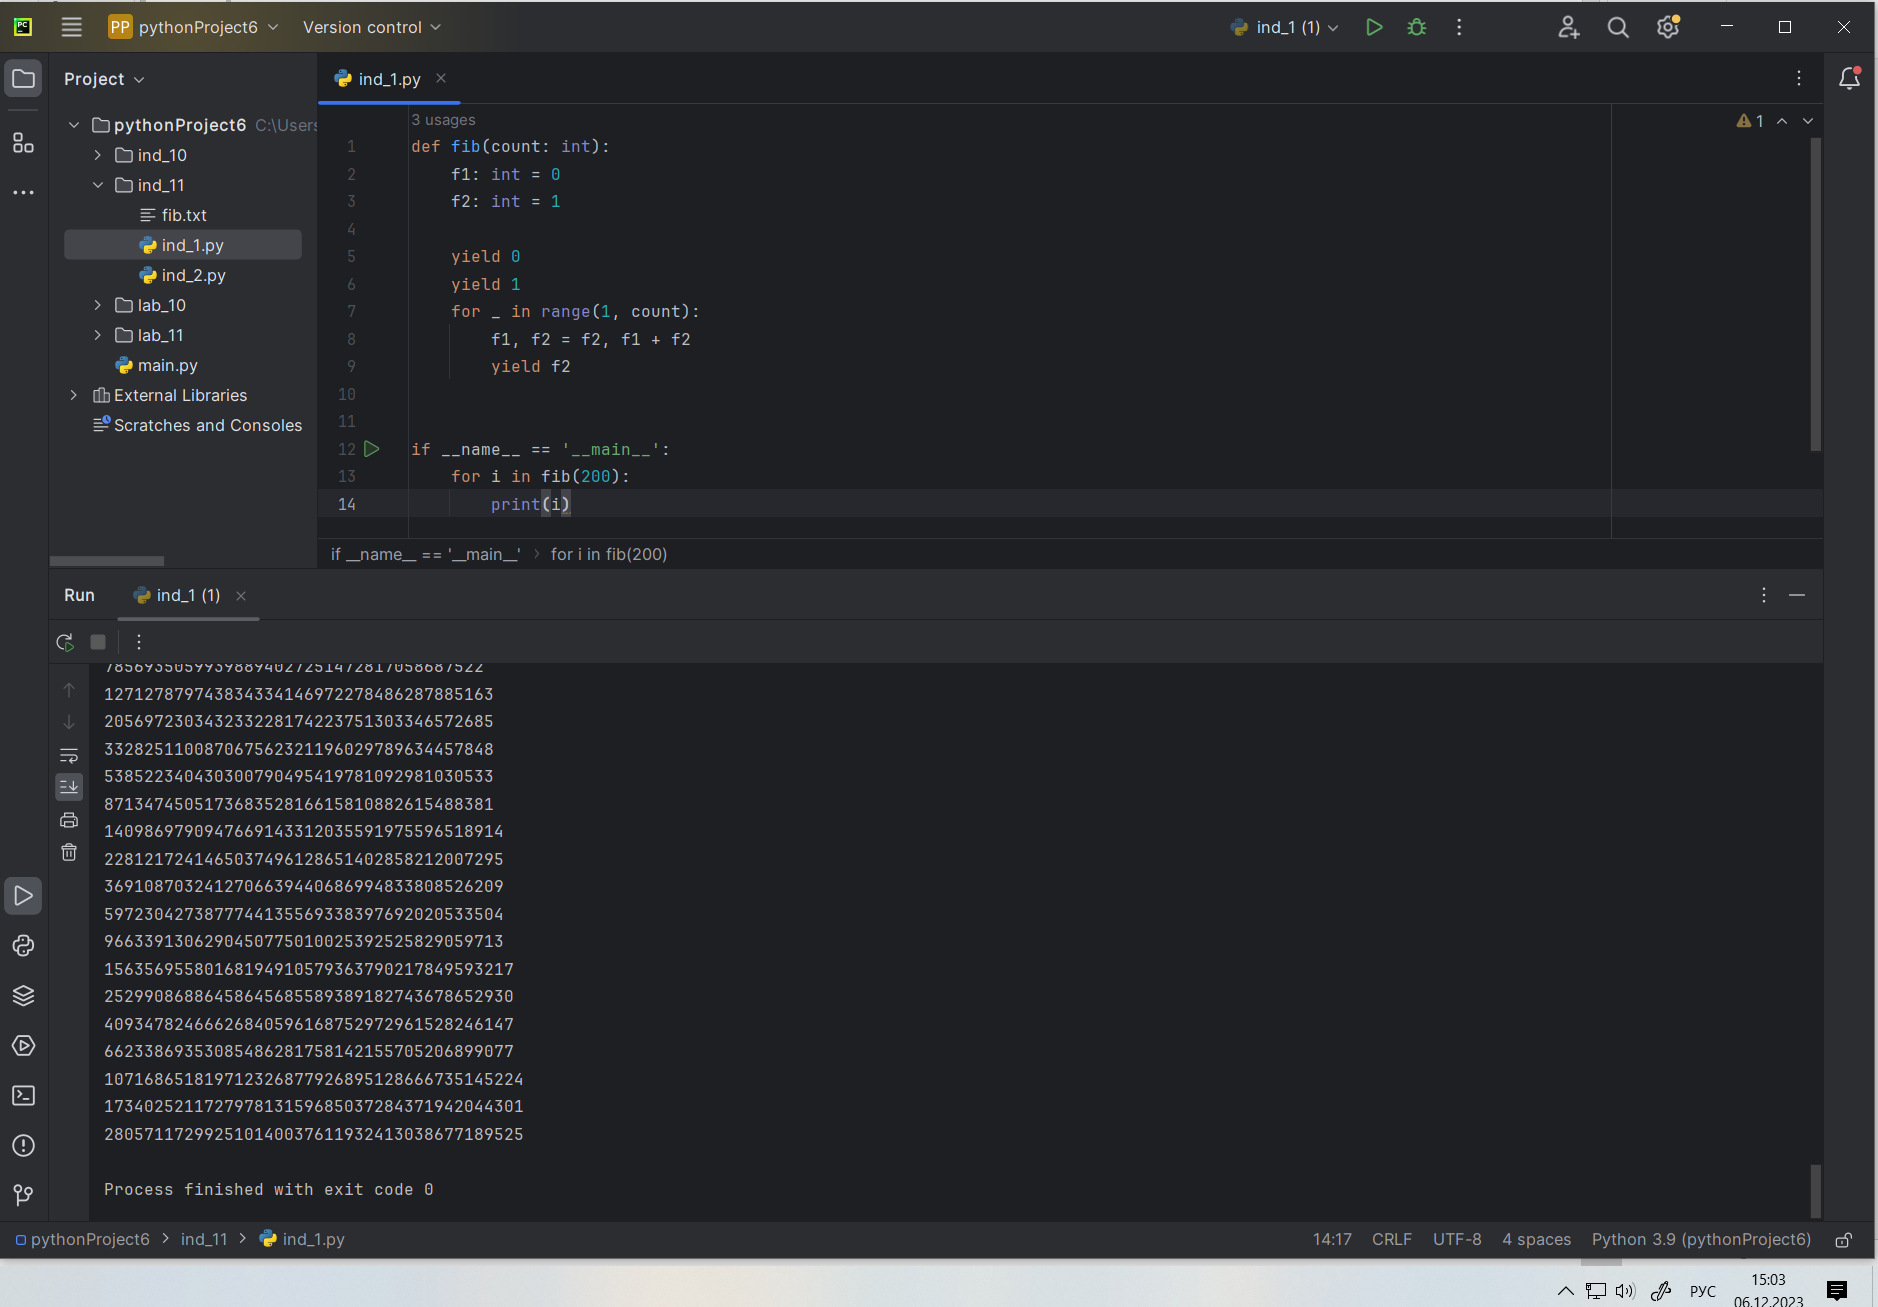 PC PP pythonProject6 Version control ind_1 (1)
Project
ind_1.py
pythonProject6 C:\Users
ind_10
ind_11
fib.txt
ind_1.py
ind_2.py
lab_10
lab_11
main.py
External Libraries
Scratches and Consoles
3 usages
1
1 def fib(count: int):
2 f1: int = 0
3 f2: int = 1
4
5 yield 0
6 yield 1
7 for _ in range(1, count):
8 f1, f2 = f2, f1 + f2
9 yield f2
10
11
12 if __name__ == '__main__':
13 for i in fib(200):
14 print(i)
if __name__ == '__main__' > for i in fib(200)
Run ind_1 (1)
78569350599398894027251472817058687522
127127879743834334146972278486287885163
205697230343233228174223751303346572685
332825110087067562321196029789634457848
538522340430300790495419781092981030533
871347450517368352816615810882615488381
1409869790947669143312035591975596518914
2281217241465037496128651402858212007295
3691087032412706639440686994833808526209
5972304273877744135569338397692020533504
9663391306290450775010025392525829059713
15635695580168194910579363790217849593217
25299086886458645685589389182743678652930
40934782466626840596168752972961528246147
66233869353085486281758142155705206899077
107168651819712326877926895128666735145224
173402521172797813159685037284371942044301
280571172992510140037611932413038677189525
Process finished with exit code 0
pythonProject6 > ind_11 > ind_1.py
14:17 CRLF UTF-8 4 spaces Python 3.9 (pythonProject6)
РУС
15:03
06.12.2023